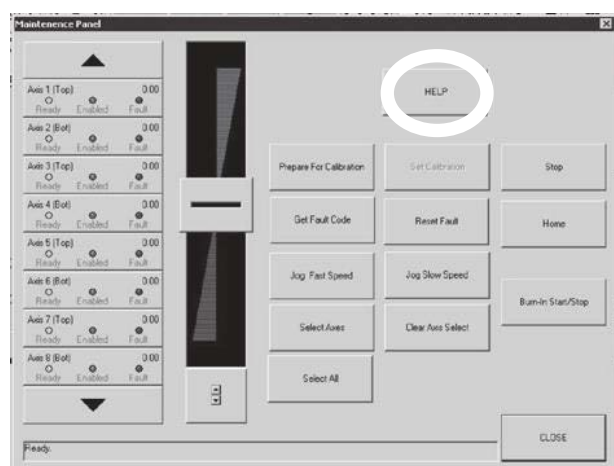 Maintenence Panel
Axis 1 (Top) 0.00
Ready Enabled Fault
Axis 2 (Bot) 0.00
Ready Enabled Fault
Axis 3 (Top) 0.00
Ready Enabled Fault
Axis 4 (Bot) 0.00
Ready Enabled Fault
Axis 5 (Top) 0.00
Ready Enabled Fault
Axis 6 (Bot) 0.00
Ready Enabled Fault
Axis 7 (Top) 0.00
Ready Enabled Fault
Axis 8 (Bot) 0.00
Ready Enabled Fault
HELP
Prepare For Calibration
Set Calibration
Stop
Get Fault Code
Reset Fault
Home
Jog Fast Speed
Jog Slow Speed
Burn-In Start/Stop
Select Axes
Clear Axis Select
Select All
CLOSE
Ready.